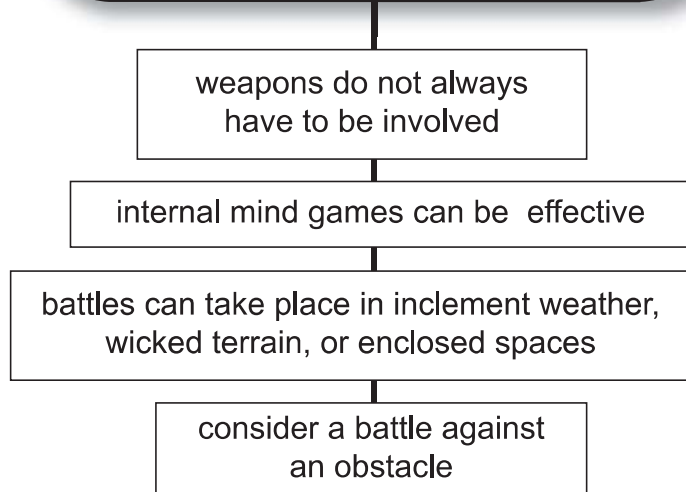 weapons do not always
have to be involved
internal mind games can be effective
battles can take place in inclement weather,
wicked terrain, or enclosed spaces
consider a battle against
an obstacle